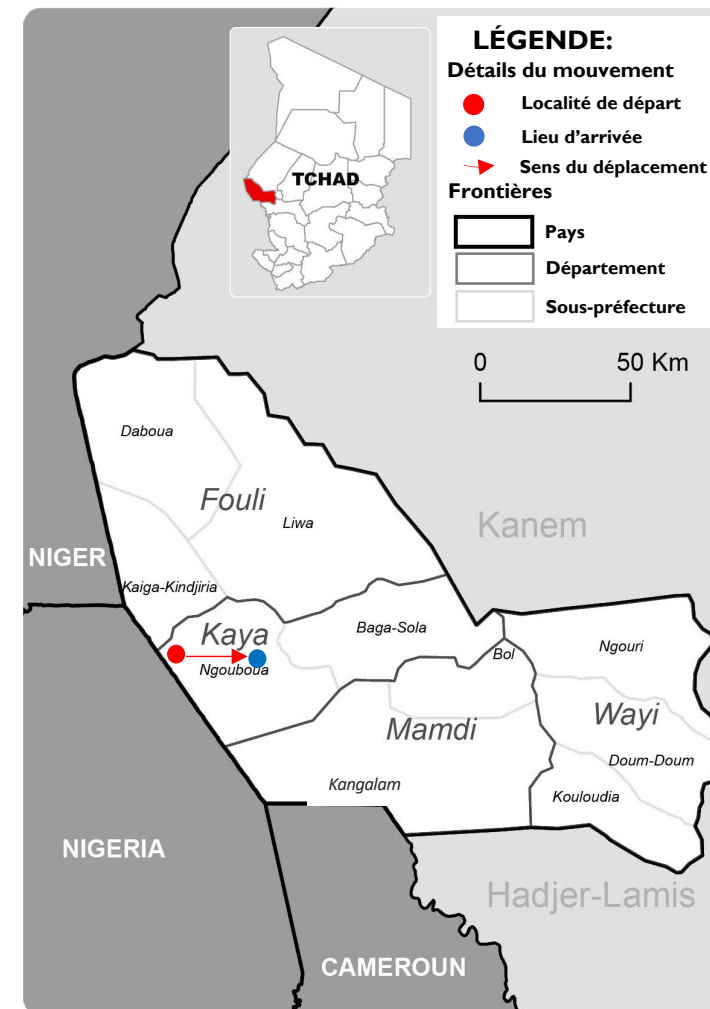 LÉGENDE:
Détails du mouvement
Localité de départ
Lieu d’arrivée
Sens du déplacement
Frontières
Pays
Département
Sous-préfecture
TCHAD
0 50 Km
Daboua
Fouli
Liwa
Kanem
NIGER
Kaiga-Kindjiria
Kaya
Baga-Sola
Ngouri
Bol
Ngouboua
Wayi
Mamdi
Doum-Doum
Kangalam
Kouloudia
NIGERIA
Hadjer-Lamis
CAMEROUN